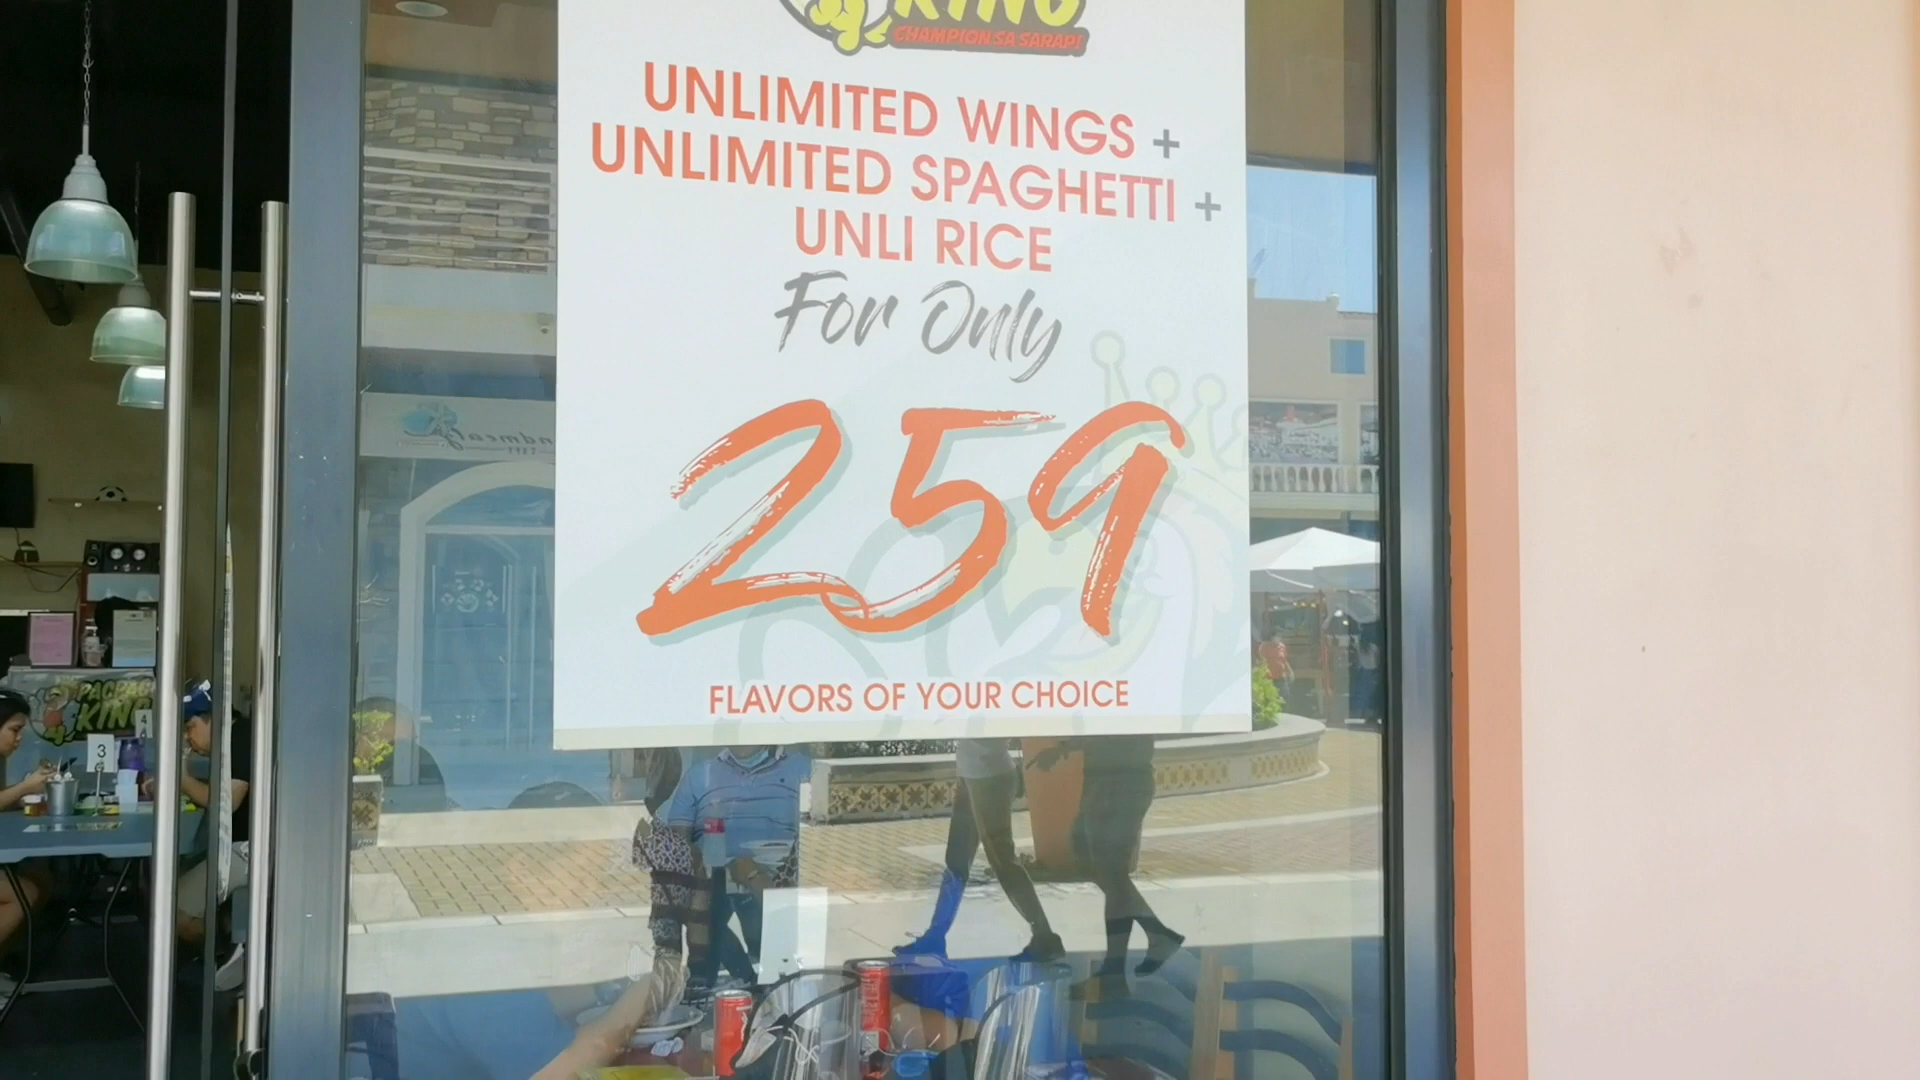 KING
CHAMPION SA SARAP!
UNLIMITED WINGS +
UNLIMITED SPAGHETTI +
UNLI RICE
For Only
259
FLAVORS OF YOUR CHOICE
KING
4
3